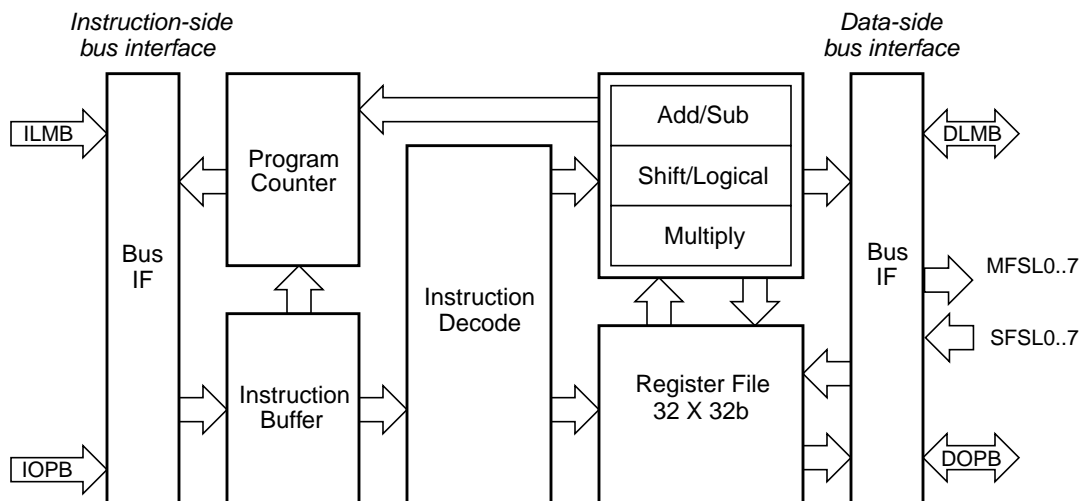 Instruction-side
bus interface
Data-side
bus interface
ILMB
Program
Counter
Add/Sub
Shift/Logical
Multiply
DLMB
Bus
IF
Instruction
Decode
Bus
IF
MFSL0..7
SFSL0..7
Instruction
Buffer
Register File
32 X 32b
IOPB
DOPB